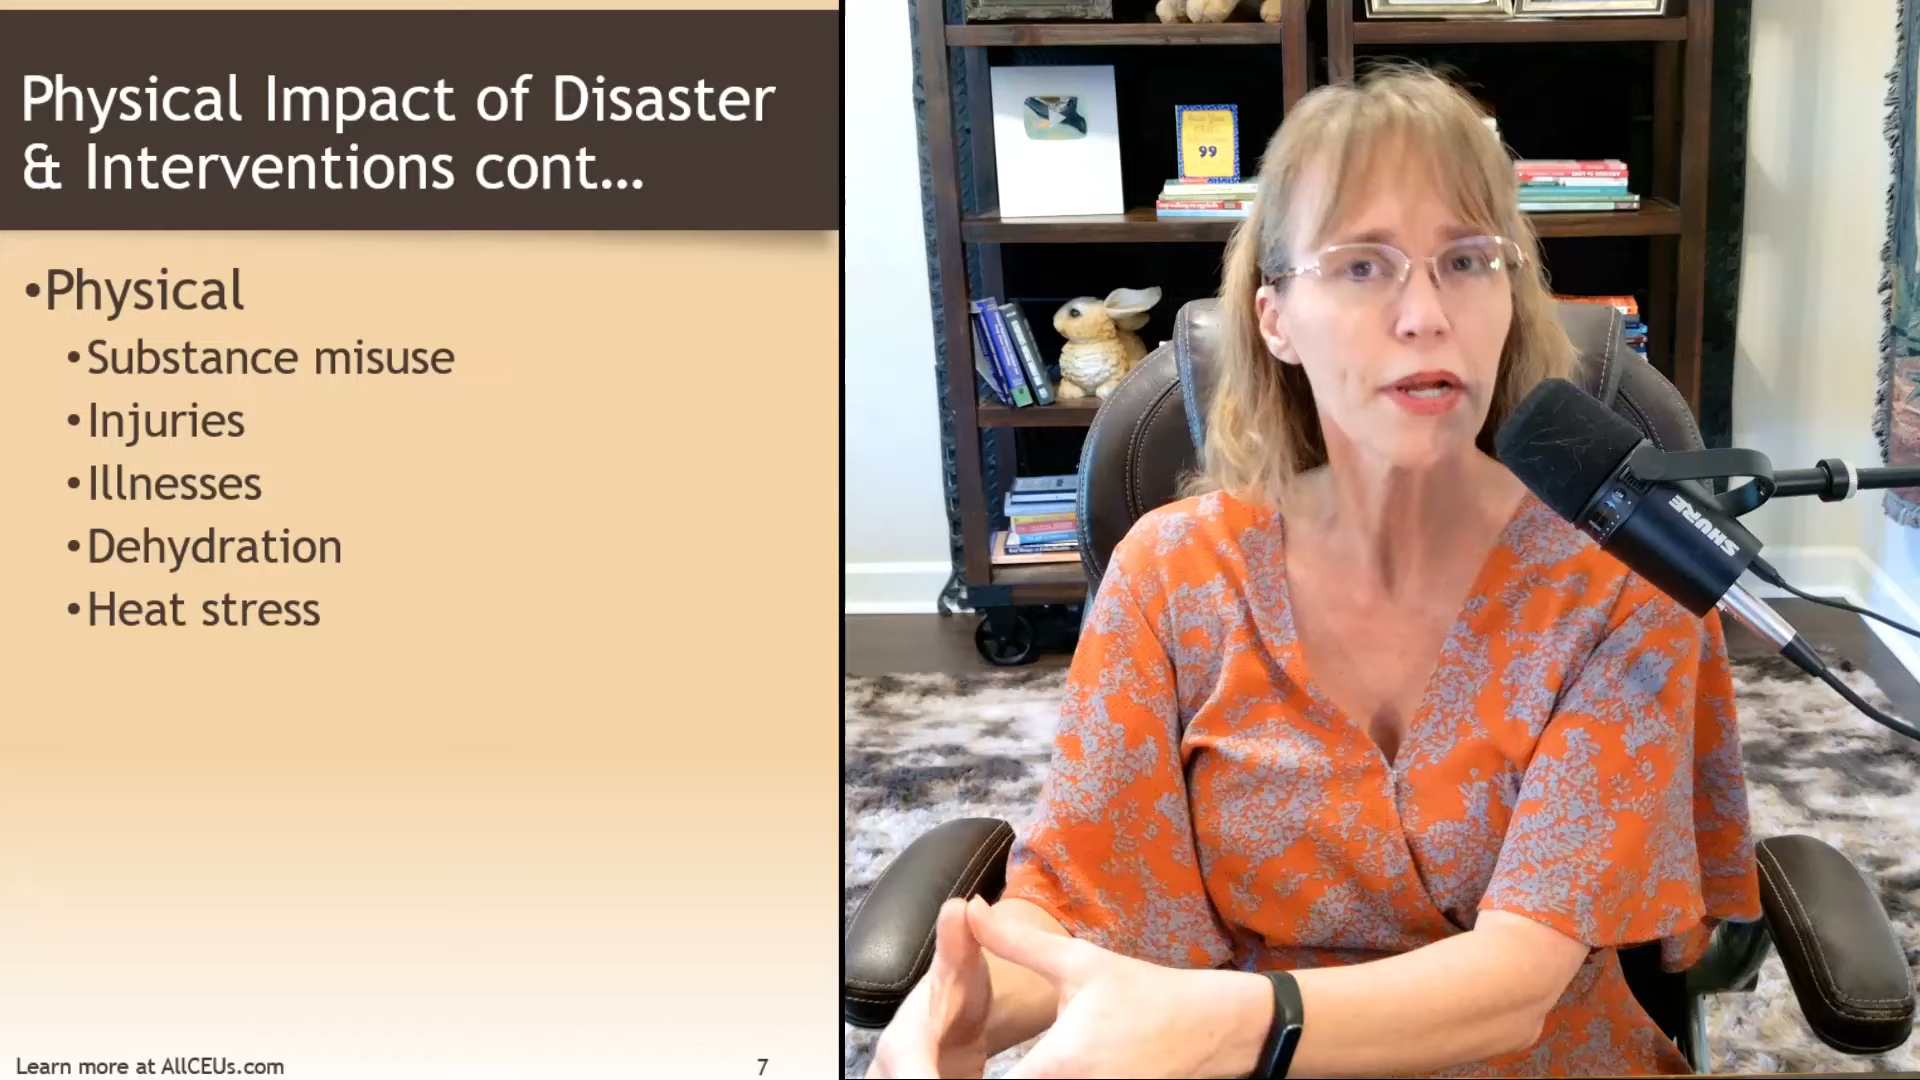 Physical Impact of Disaster
& Interventions cont...
•Physical
•Substance misuse
•Injuries
•Illnesses
•Dehydration
•Heat stress
Learn more at AllCEUs.com
7
99
SHURE